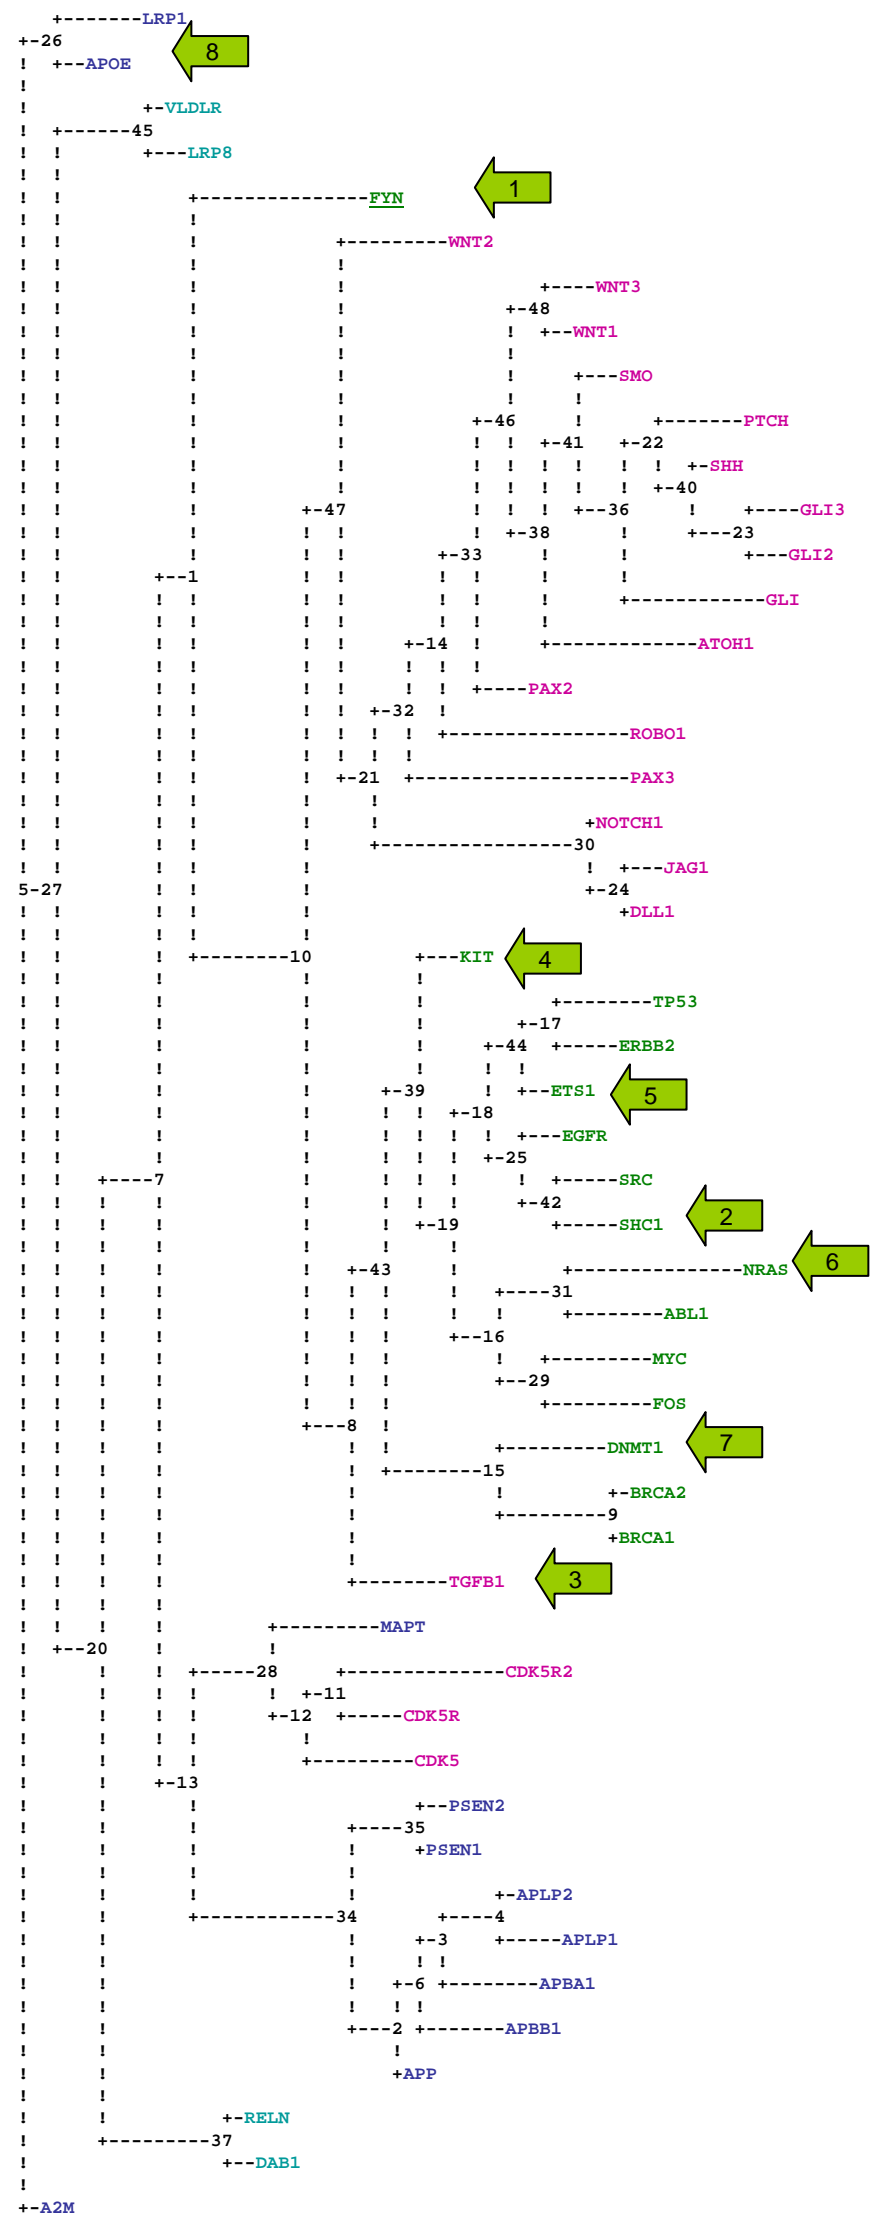 +-------LRP1
+-26
! +--APOE 8
!
! +-VLDLR
! +------45
! ! +---LRP8
! !
! ! +---------------FYN 1
! ! !
! ! ! +---------WNT2
! ! ! !
! ! ! ! +----WNT3
! ! ! ! +-48
! ! ! ! ! +--WNT1
! ! ! ! !
! ! ! ! ! +---SMO
! ! ! ! ! !
! ! ! ! +-46 ! +-------PTCH
! ! ! ! ! ! +-41 +-22
! ! ! ! ! ! ! ! ! ! +-SHH
! ! ! ! ! ! ! ! ! +-40
! ! ! +-47 ! ! ! +--36 ! +----GLI3
! ! ! ! ! ! +-38 ! +---23
! ! ! ! ! +-33 ! ! +---GLI2
! ! +--1 ! ! ! ! ! !
! ! ! ! ! ! ! ! ! +------------GLI
! ! ! ! ! ! ! ! !
! ! ! ! ! ! +-14 ! +-------------ATOH1
! ! ! ! ! ! ! ! !
! ! ! ! ! ! ! ! +----PAX2
! ! ! ! ! ! +-32 !
! ! ! ! ! ! ! ! +----------------ROBO1
! ! ! ! ! ! ! !
! ! ! ! ! +-21 +-------------------PAX3
! ! ! ! ! !
! ! ! ! ! ! +NOTCH1
! ! ! ! ! +-----------------30
! ! ! ! ! ! +---JAG1
5-27 ! ! ! +-24
! ! ! ! ! +DLL1
! ! ! ! !
! ! ! +--------10 +---KIT 4
! ! ! ! !
! ! ! ! ! +--------TP53
! ! ! ! ! +-17
! ! ! ! ! +-44 +-----ERBB2
! ! ! ! ! ! !
! ! ! ! +-39 ! +--ETS1 5
! ! ! ! ! ! +-18 !
! ! ! ! ! ! ! ! +---EGFR
! ! ! ! ! ! ! +-25
! ! +----7 ! ! ! ! ! +-----SRC
! ! ! ! ! ! ! ! +-42
! ! ! ! ! ! +-19 +-----SHC1 2
! ! ! ! ! ! !
! ! ! ! ! +-43 ! +---------------NRAS 6
! ! ! ! ! ! ! ! +----31
! ! ! ! ! ! ! ! ! +--------ABL1
! ! ! ! ! ! ! +--16
! ! ! ! ! ! ! ! +---------MYC
! ! ! ! ! ! ! +--29
! ! ! ! ! ! ! +---------FOS
! ! ! ! +---8 !
! ! ! ! ! ! +---------DNMT1 7
! ! ! ! ! +--------15
! ! ! ! ! ! +-BRCA2
! ! ! ! ! +---------9
! ! ! ! ! +BRCA1
! ! ! ! !
! ! ! ! +--------TGFB1 3
! ! ! !
! ! ! ! +---------MAPT
! +--20 ! !
! ! ! +-----28 +--------------CDK5R2
! ! ! ! ! +-11
! ! ! ! +-12 +-----CDK5R
! ! ! ! !
! ! ! ! +---------CDK5
! ! +-13
! ! ! +--PSEN2
! ! ! +----35
! ! ! ! +PSEN1
! ! ! !
! ! ! ! +-APLP2
! ! +------------34 +----4
! ! ! +-3 +-----APLP1
! ! ! ! !
! ! ! +-6 +--------APBA1
! ! ! ! !
! ! +---2 +-------APBB1
! ! !
! ! +APP
! !
! ! +-RELN
! +---------37
! +--DAB1
!
+-A2M